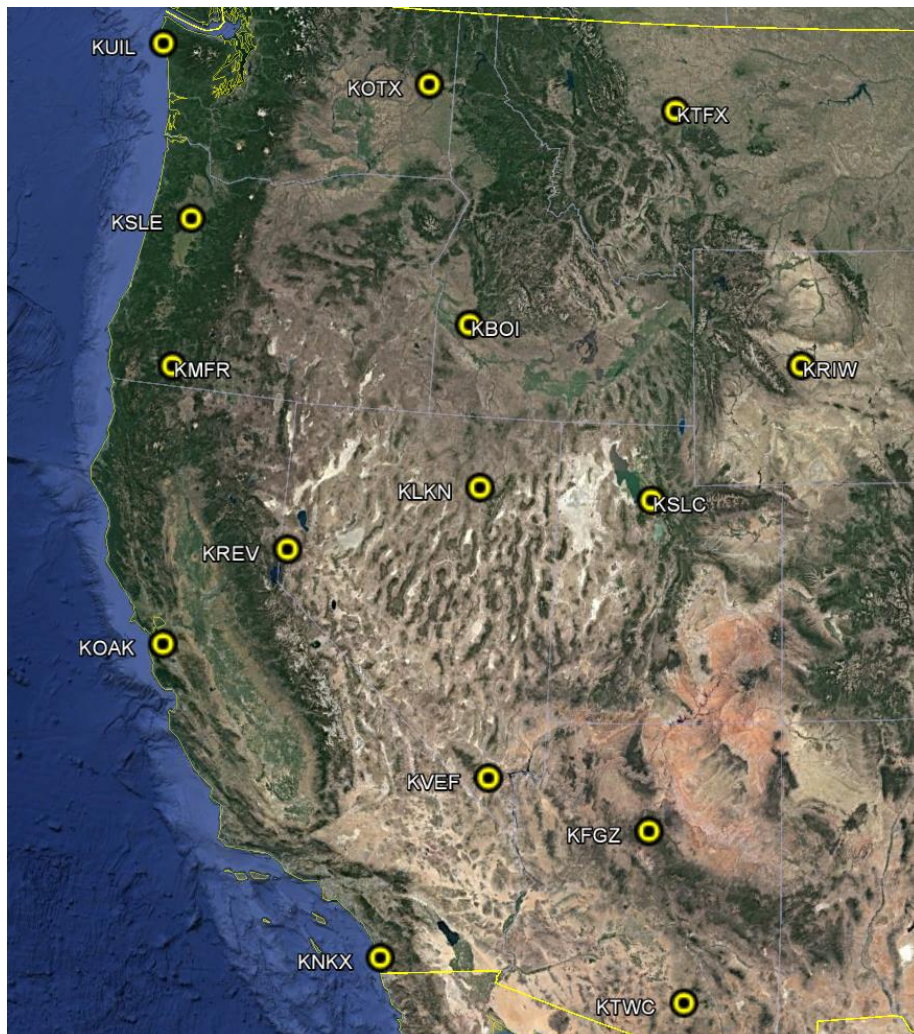 KUIL
KOTX
KTFX
KSLE
KBOI
KMFR
KRIW
KLKN
KSLC
KREV
KOAK
KVEF
KFGZ
KNKX
KTWC